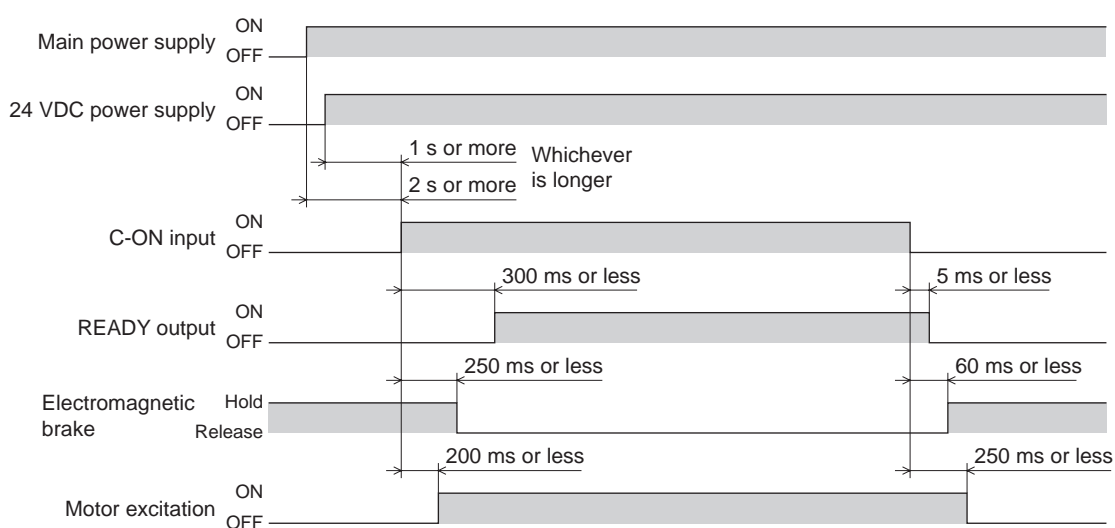 Main power supply
ON
OFF
24 VDC power supply
ON
OFF
1 s or more
2 s or more
Whichever
is longer
C-ON input
ON
OFF
300 ms or less
5 ms or less
READY output
ON
OFF
250 ms or less
60 ms or less
Electromagnetic
brake
Hold
Release
200 ms or less
250 ms or less
Motor excitation
ON
OFF